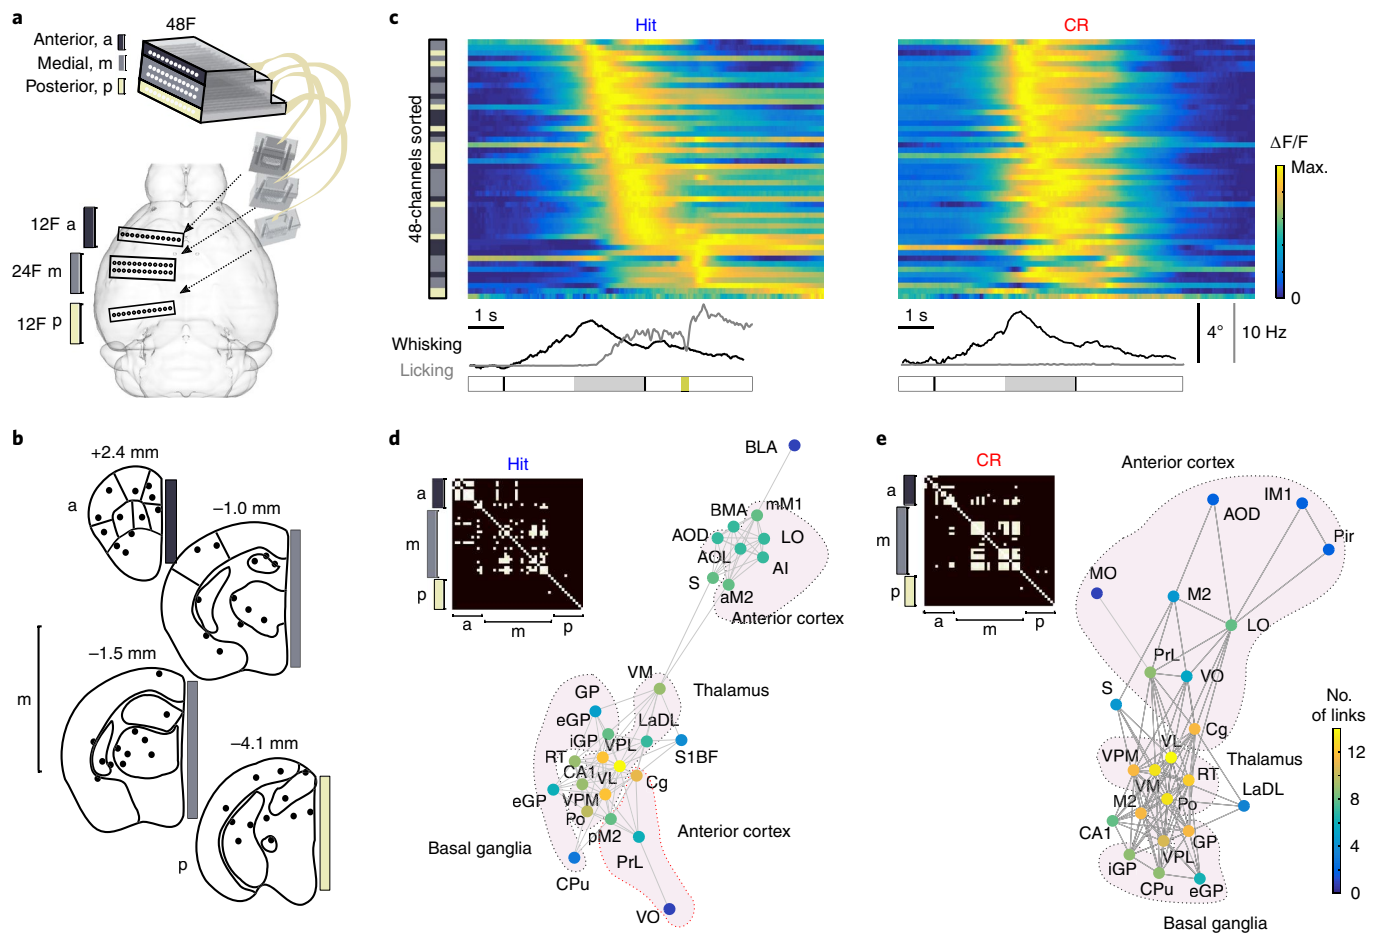 a
48F
Anterior, a
Medial, m
Posterior, p
12F a
24F m
12F p
b
+2.4 mm
a
–1.0 mm
–1.5 mm
m
–4.1 mm
p
c
Hit
CR
48-channels sorted
ΔF/F
Max.
0
1 s
Whisking
Licking
1 s
4°
10 Hz
d
Hit
a
m
p
a
m
p
BLA
mM1
BMA
AOD
LO
AOL
AI
S
aM2
Anterior cortex
VM
Thalamus
GP
eGP
LaDL
iGP
VPL
S1BF
RT
CA1
VL
Cg
eGP
VPM
Po
pM2
Anterior cortex
Basal ganglia
PrL
CPu
VO
e
CR
a
m
p
a
m
p
Anterior cortex
IM1
AOD
Pir
MO
M2
LO
PrL
VO
S
Cg
VL
VPM
Thalamus
RT
VM
LaDL
M2
Po
CA1
GP
VPL
iGP
CPu
eGP
Basal ganglia
No.
of links
12
8
4
0